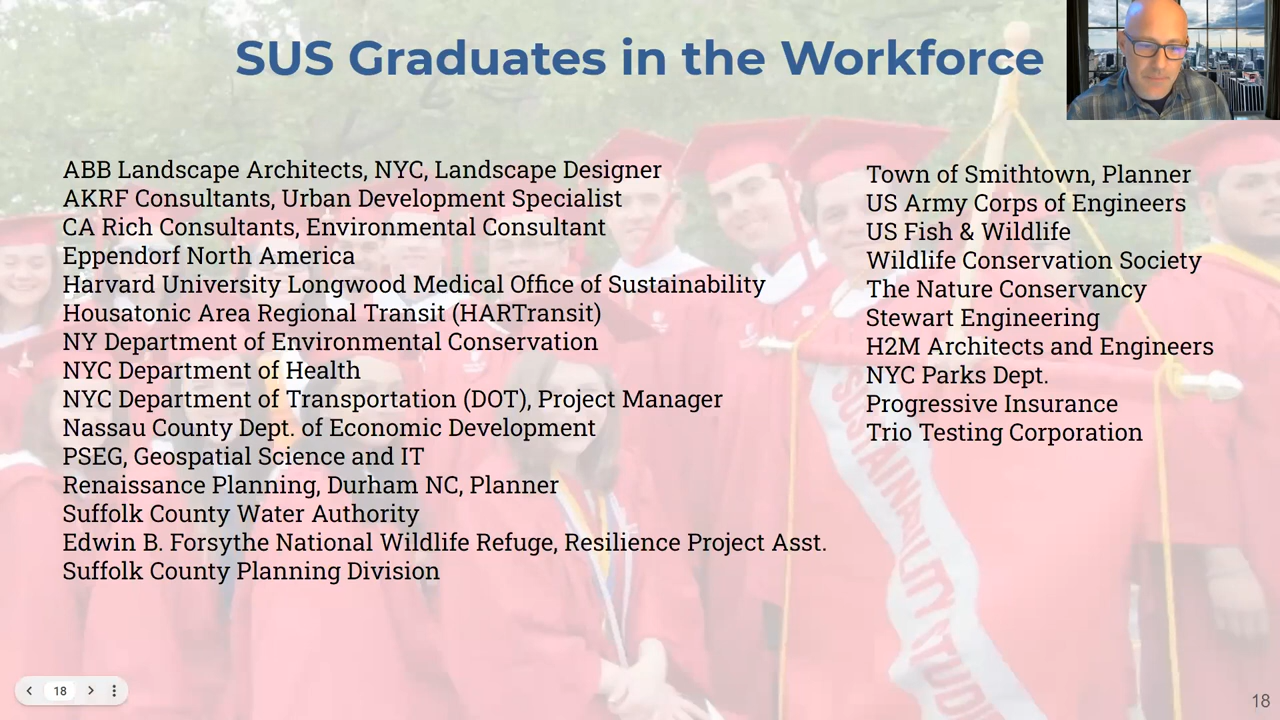 SUS Graduates in the Workforce
ABB Landscape Architects, NYC, Landscape Designer
AKRF Consultants, Urban Development Specialist
CA Rich Consultants, Environmental Consultant
Eppendorf North America
Harvard University Longwood Medical Office of Sustainability
Housatonic Area Regional Transit (HARTransit)
NY Department of Environmental Conservation
NYC Department of Health
NYC Department of Transportation (DOT), Project Manager
Nassau County Dept. of Economic Development
PSEG, Geospatial Science and IT
Renaissance Planning, Durham NC, Planner
Suffolk County Water Authority
Edwin B. Forsythe National Wildlife Refuge, Resilience Project Asst.
Suffolk County Planning Division
Town of Smithtown, Planner
US Army Corps of Engineers
US Fish & Wildlife
Wildlife Conservation Society
The Nature Conservancy
Stewart Engineering
H2M Architects and Engineers
NYC Parks Dept.
Progressive Insurance
Trio Testing Corporation
SUSTAINABILITY STUDI
18
18